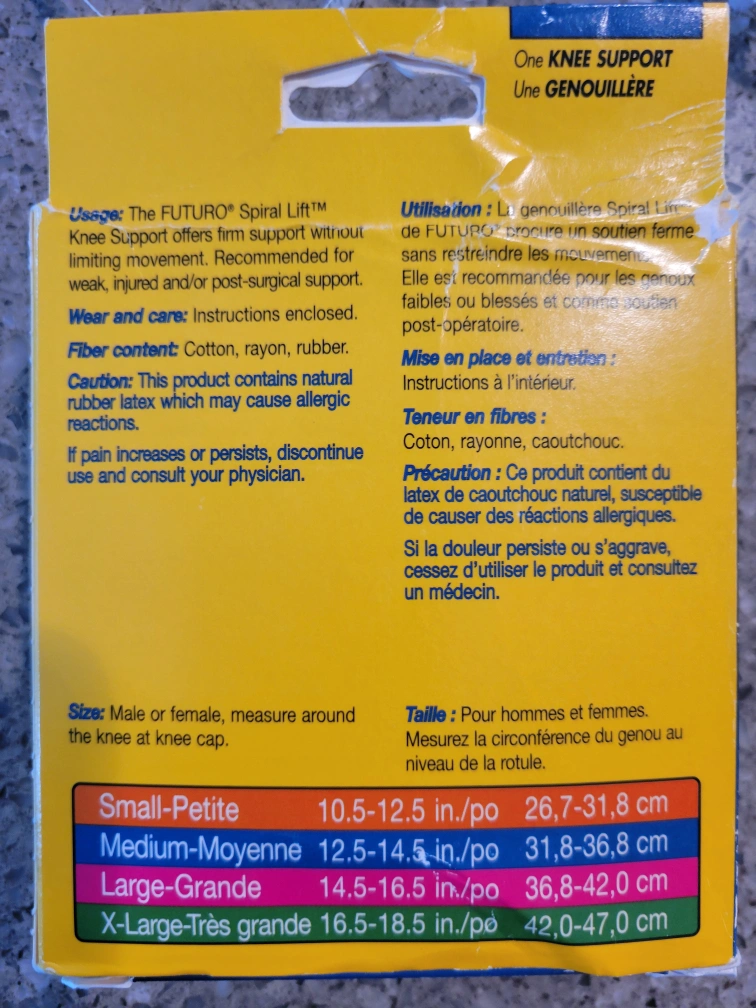 One KNEE SUPPORT
Une GENOUILLÈRE
Usage: The FUTURO® Spiral Lift™
Knee Support offers firm support without
limiting movement. Recommended for
weak, injured and/or post-surgical support.
Wear and care: Instructions enclosed.
Fiber content: Cotton, rayon, rubber.
Caution: This product contains natural
rubber latex which may cause allergic
reactions.
If pain increases or persists, discontinue
use and consult your physician.
Utilisation : La genouillère Spiral Lift
de FUTURO® procure un soutien ferme
sans restreindre les mouvements.
Elle est recommandée pour les genoux
faibles ou blessés et comme soutien
post-opératoire.
Mise en place et entretien :
Instructions à l'intérieur.
Teneur en fibres :
Coton, rayonne, caoutchouc.
Précaution : Ce produit contient du
latex de caoutchouc naturel, susceptible
de causer des réactions allergiques.
Si la douleur persiste ou s'aggrave,
cessez d'utiliser le produit et consultez
un médecin.
Size: Male or female, measure around
the knee at knee cap.
Taille : Pour hommes et femmes.
Mesurez la circonférence du genou au
niveau de la rotule.
Small-Petite 10.5-12.5 in./po 26,7-31,8 cm
Medium-Moyenne 12.5-14.5 in./po 31,8-36,8 cm
Large-Grande 14.5-16.5 in./po 36,8-42,0 cm
X-Large-Très grande 16.5-18.5 in./po 42,0-47,0 cm